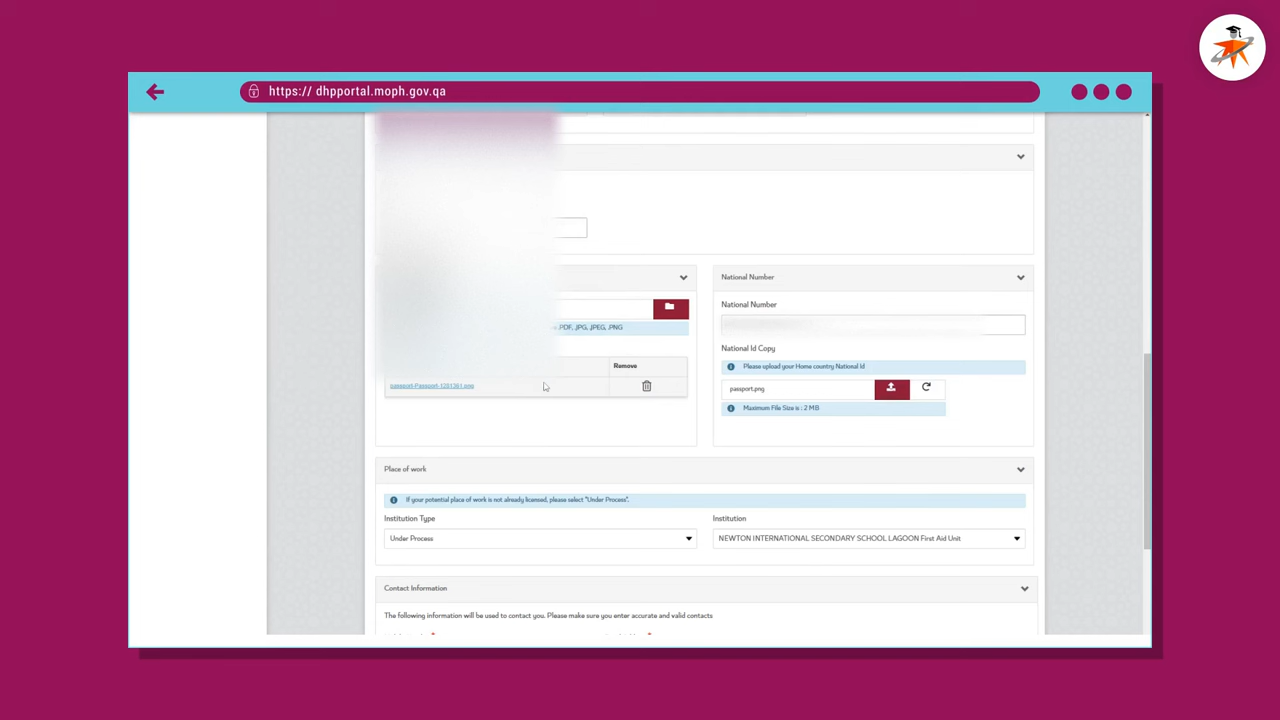 https:// dhpportal.moph.gov.qa
National Number
National Number
.PDF, .JPG, .JPEG, .PNG
National Id Copy
Remove
Please upload your Home country National Id
passport-Passport-1201361.png
passport.png
Maximum File Size is : 2 MB
Place of work
If your potential place of work is not already licensed, please select "Under Process".
Institution Type
Institution
Under Process
NEWTON INTERNATIONAL SECONDARY SCHOOL LAGOON First Aid Unit
Contact Information
The following information will be used to contact you. Please make sure you enter accurate and valid contacts